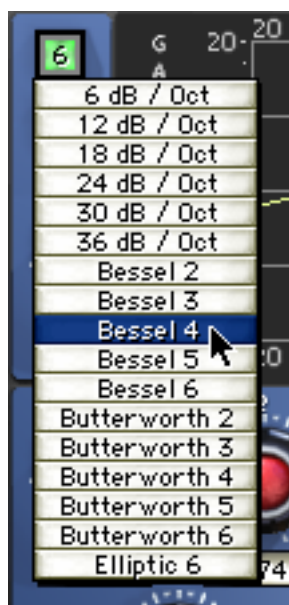 6
G
A
20
20
6 dB / Oct
12 dB / Oct
18 dB / Oct
24 dB / Oct
30 dB / Oct
36 dB / Oct
Bessel 2
Bessel 3
Bessel 4
Bessel 5
Bessel 6
Butterworth 2
Butterworth 3
Butterworth 4
Butterworth 5
Butterworth 6
Elliptic 6